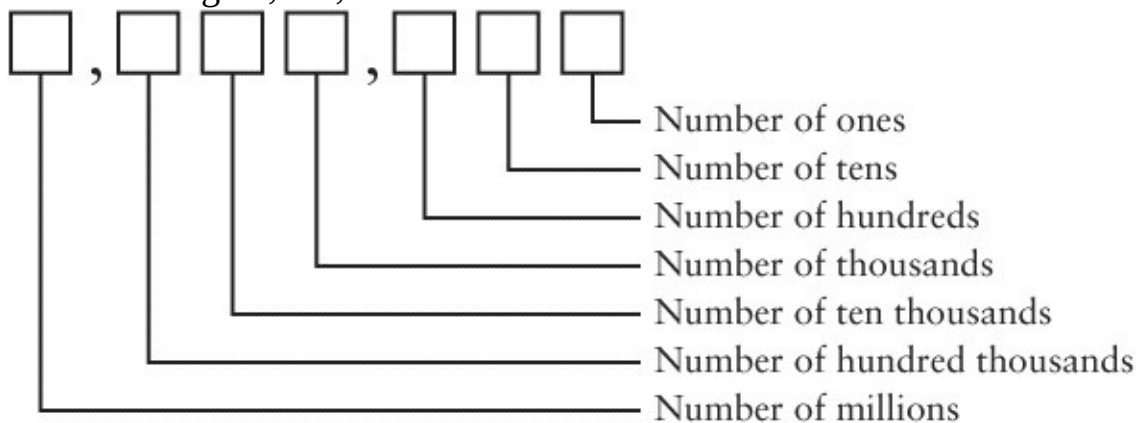 , ,
Number of ones
Number of tens
Number of hundreds
Number of thousands
Number of ten thousands
Number of hundred thousands
Number of millions